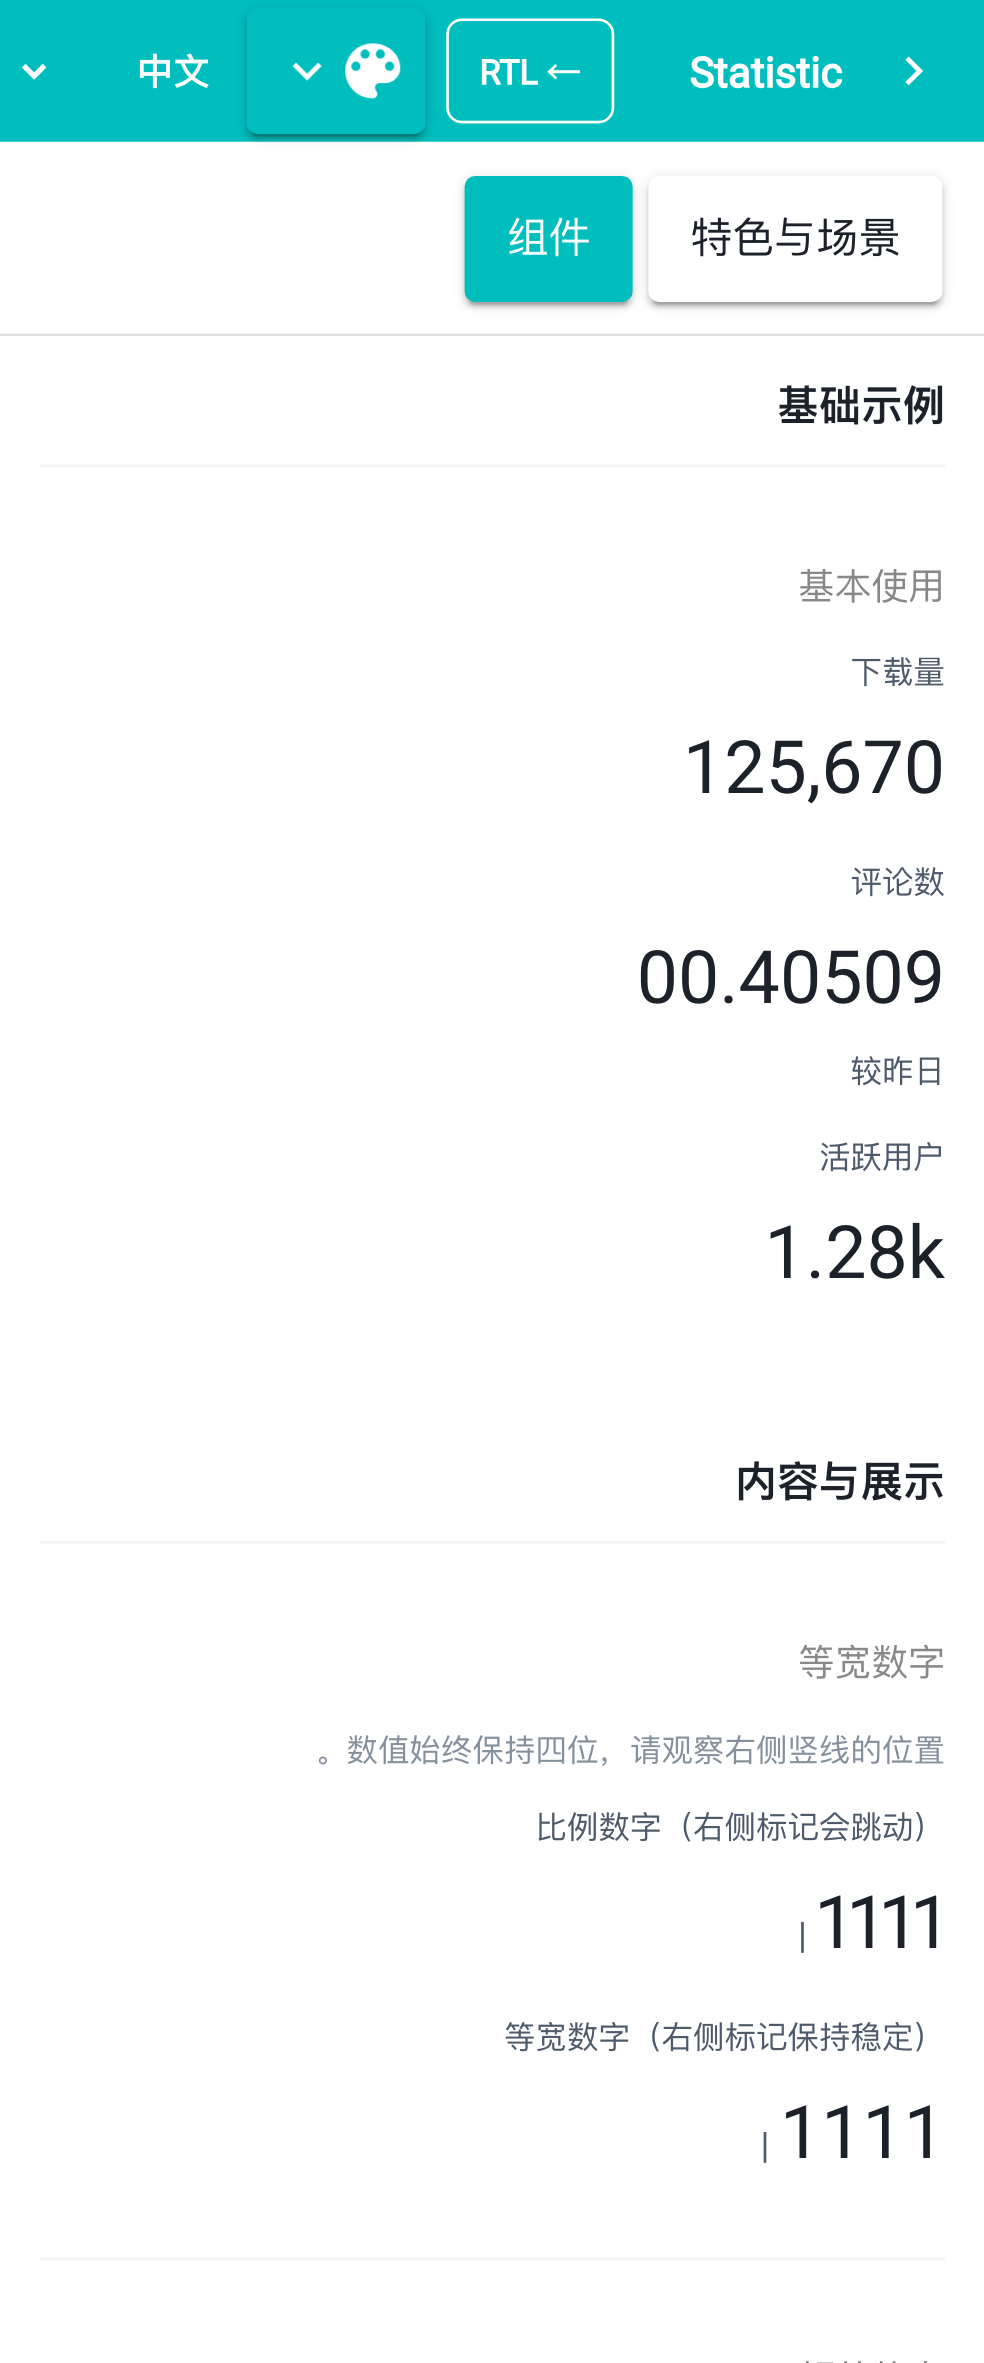 中文
RTL ←
Statistic
组件
特色与场景
基础示例
基本使用
下载量
125,670
评论数
00.40509
较昨日
活跃用户
1.28k
内容与展示
等宽数字
。数值始终保持四位，请观察右侧竖线的位置
比例数字（右侧标记会跳动）
| 1111
等宽数字（右侧标记保持稳定）
| 1111